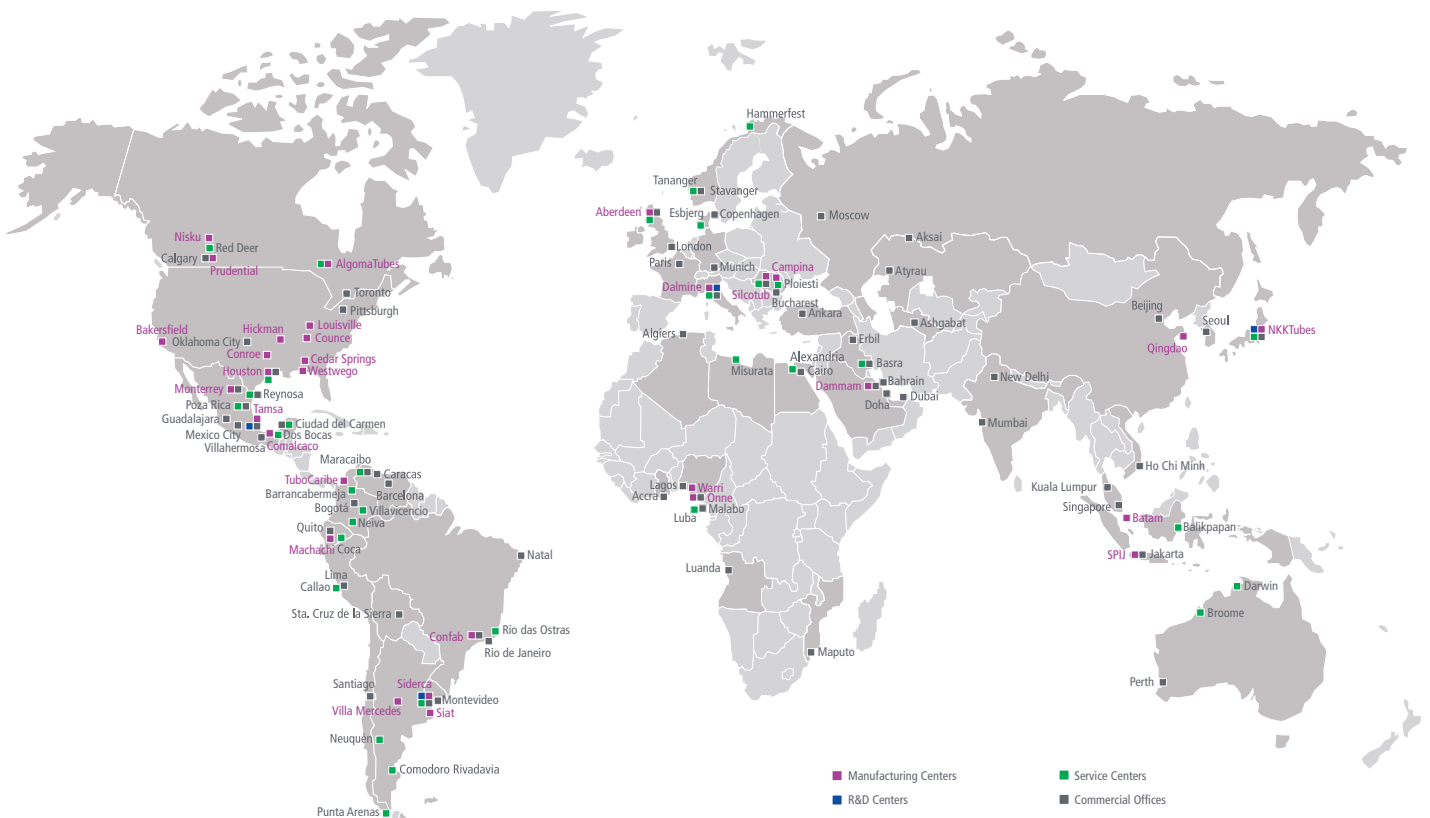 Hammerfest
Tananger
Stavanger
Aberdeen
Esbjerg
Copenhagen
Moscow
Nisku
Red Deer
Calgary
Prudential
AlgomaTubes
London
Aksai
Paris
Munich
Campina
Atyrau
Toronto
Pittsburgh
Dalmine
Silcotub
Ploiesti
Bucharest
Ankara
Ashgabat
Beijing
Seoul
NKKTubes
Qingdao
Bakersfield
Hickman
Louisville
Oklahoma City
Counce
Conroe
Cedar Springs
Houston
Westwego
Algiers
Erbil
Misurata
Alexandria
Cairo
Basra
Dammam
Bahrain
Doha
Dubai
New Delhi
Mumbai
Monterrey
Reynosa
Poza Rica
Tamsa
Guadalajara
Ciudad del Carmen
Mexico City
Dos Bocas
Villahermosa
Comalcaco
Maracaibo
Caracas
TuboCaribe
Barcelona
Barrancabermeja
Bogotá
Villavicencio
Neiva
Quito
Machachi
Coca
Lagos
Warri
Accra
Onne
Malabo
Luba
Ho Chi Minh
Kuala Lumpur
Singapore
Batam
Balikpapan
SPIJ
Jakarta
Natal
Luanda
Lima
Callao
Darwin
Broome
Sta. Cruz de la Sierra
Confab
Rio das Ostras
Rio de Janeiro
Maputo
Perth
Santiago
Siderca
Montevideo
Villa Mercedes
Siat
Neuquén
Comodoro Rivadavia
Punta Arenas
Manufacturing Centers
Service Centers
R&D Centers
Commercial Offices